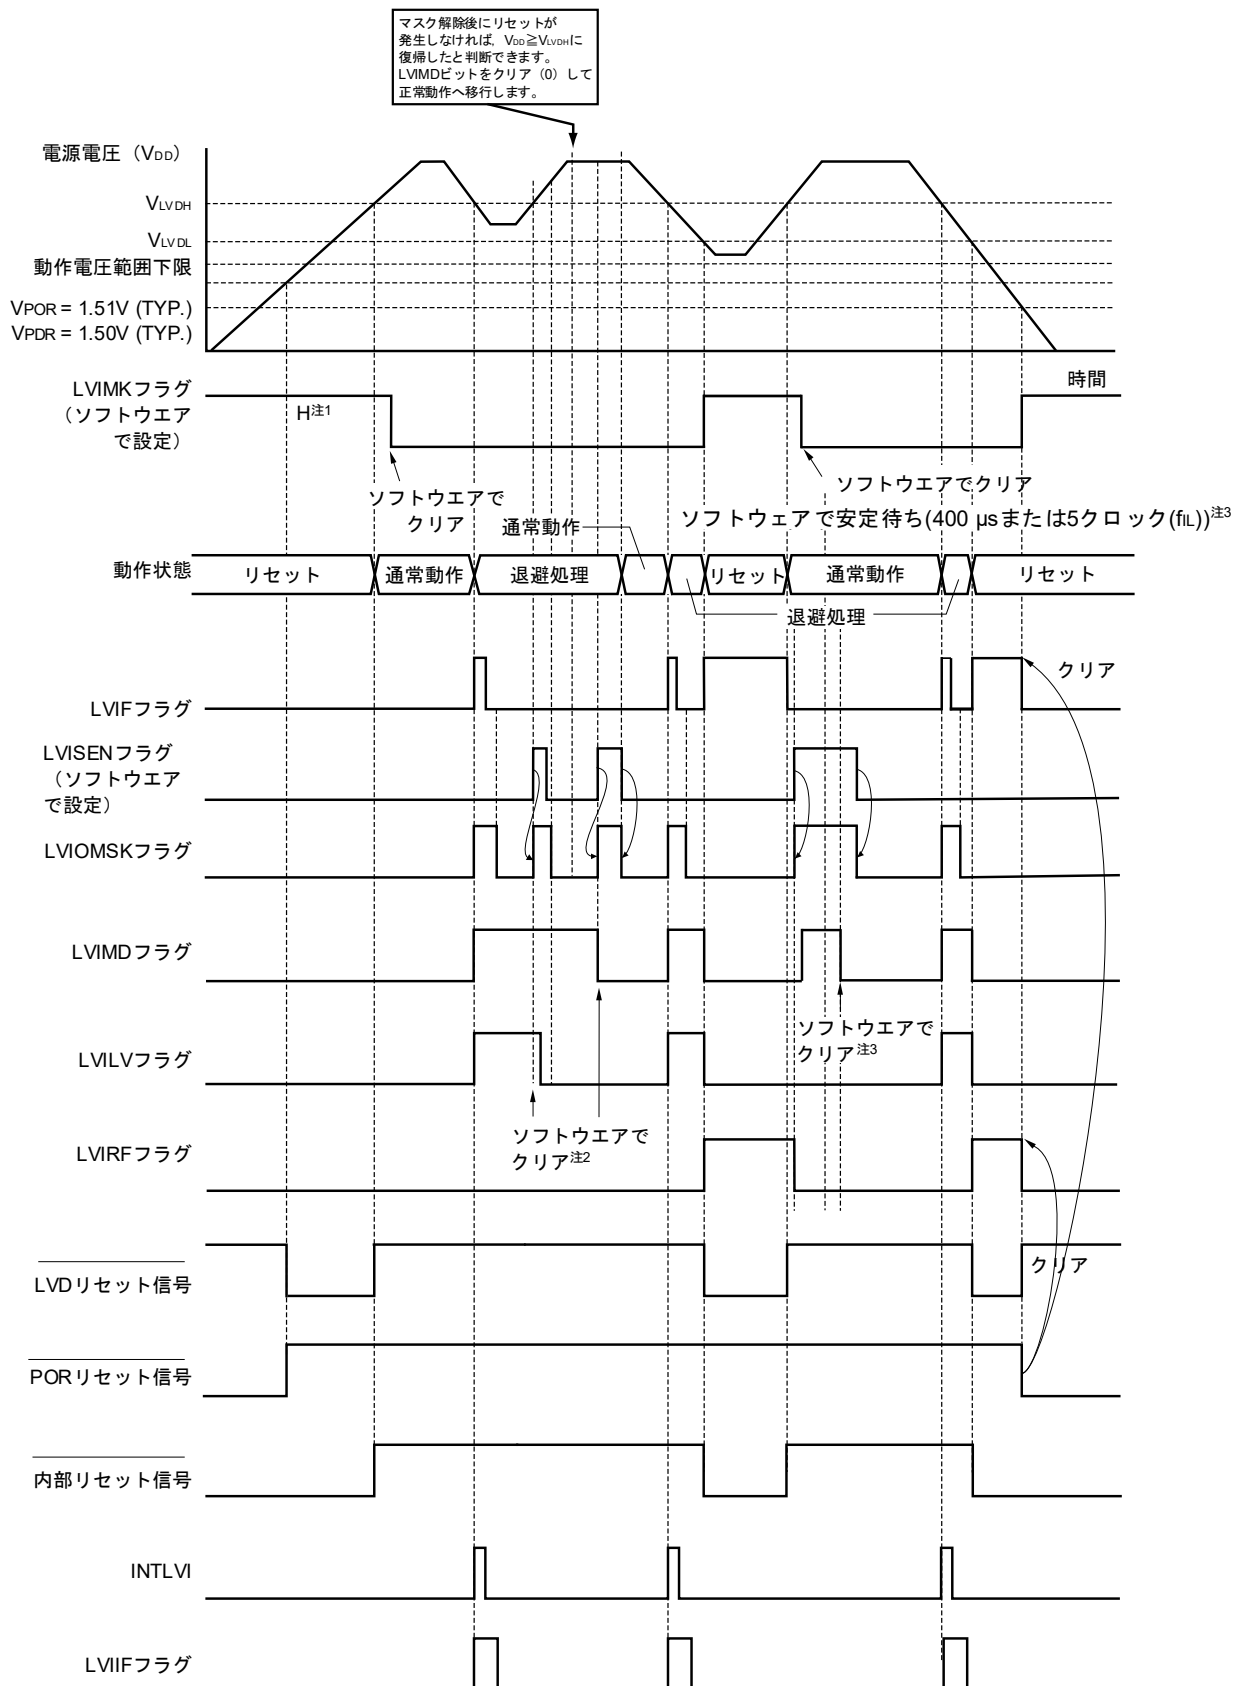 マスク解除後にリセットが
発生しなければ，VDD≧VLVDHに
復帰したと判断できます。
LVIMDビットをクリア（0）して
正常動作へ移行します。
電源電圧（VDD）
VLVDH
VLVDL
動作電圧範囲下限
VPOR = 1.51V (TYP.)
VPDR = 1.50V (TYP.)
時間
LVIMKフラグ
（ソフトウエア
で設定）
H注1
ソフトウエアで
クリア
ソフトウエアでクリア
ソフトウェアで安定待ち(400 µsまたは5クロック(fIL))注3
通常動作
動作状態
リセット
通常動作
退避処理
リセット
通常動作
リセット
退避処理
クリア
LVIFフラグ
LVISENフラグ
（ソフトウエア
で設定）
LVIOMSKフラグ
LVIMDフラグ
ソフトウエアで
クリア注3
LVILVフラグ
ソフトウエアで
クリア注2
LVIRFフラグ
クリア
LVDリセット信号
PORリセット信号
内部リセット信号
INTLVI
LVIIFフラグ